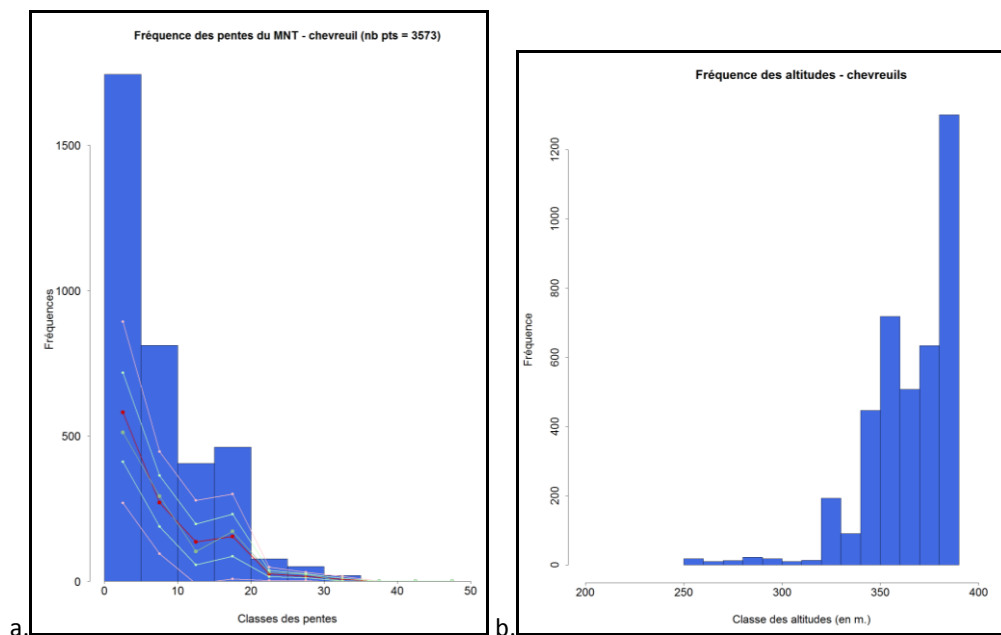 Fréquence des pentes du MNT - chevreuil (nb pts = 3573)
Fréquences
1500
1000
500
0
0 10 20 30 40 50
Classes des pentes
a.
Fréquence des altitudes - chevreuils
Fréquence
1200
1000
800
600
400
200
0
200 250 300 350 400
Classe des altitudes (en m.)
b.